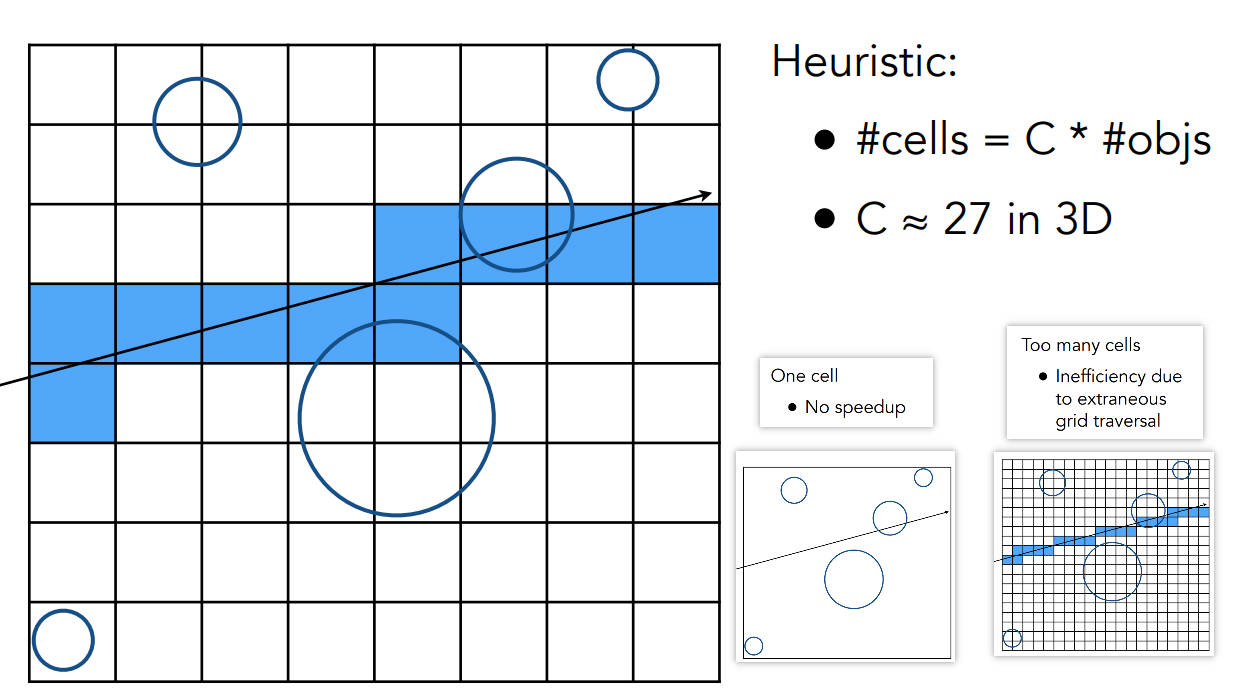 Heuristic:
● #cells = C * #objs
● C ≈ 27 in 3D
One cell
● No speedup
Too many cells
● Inefficiency due
to extraneous
grid traversal